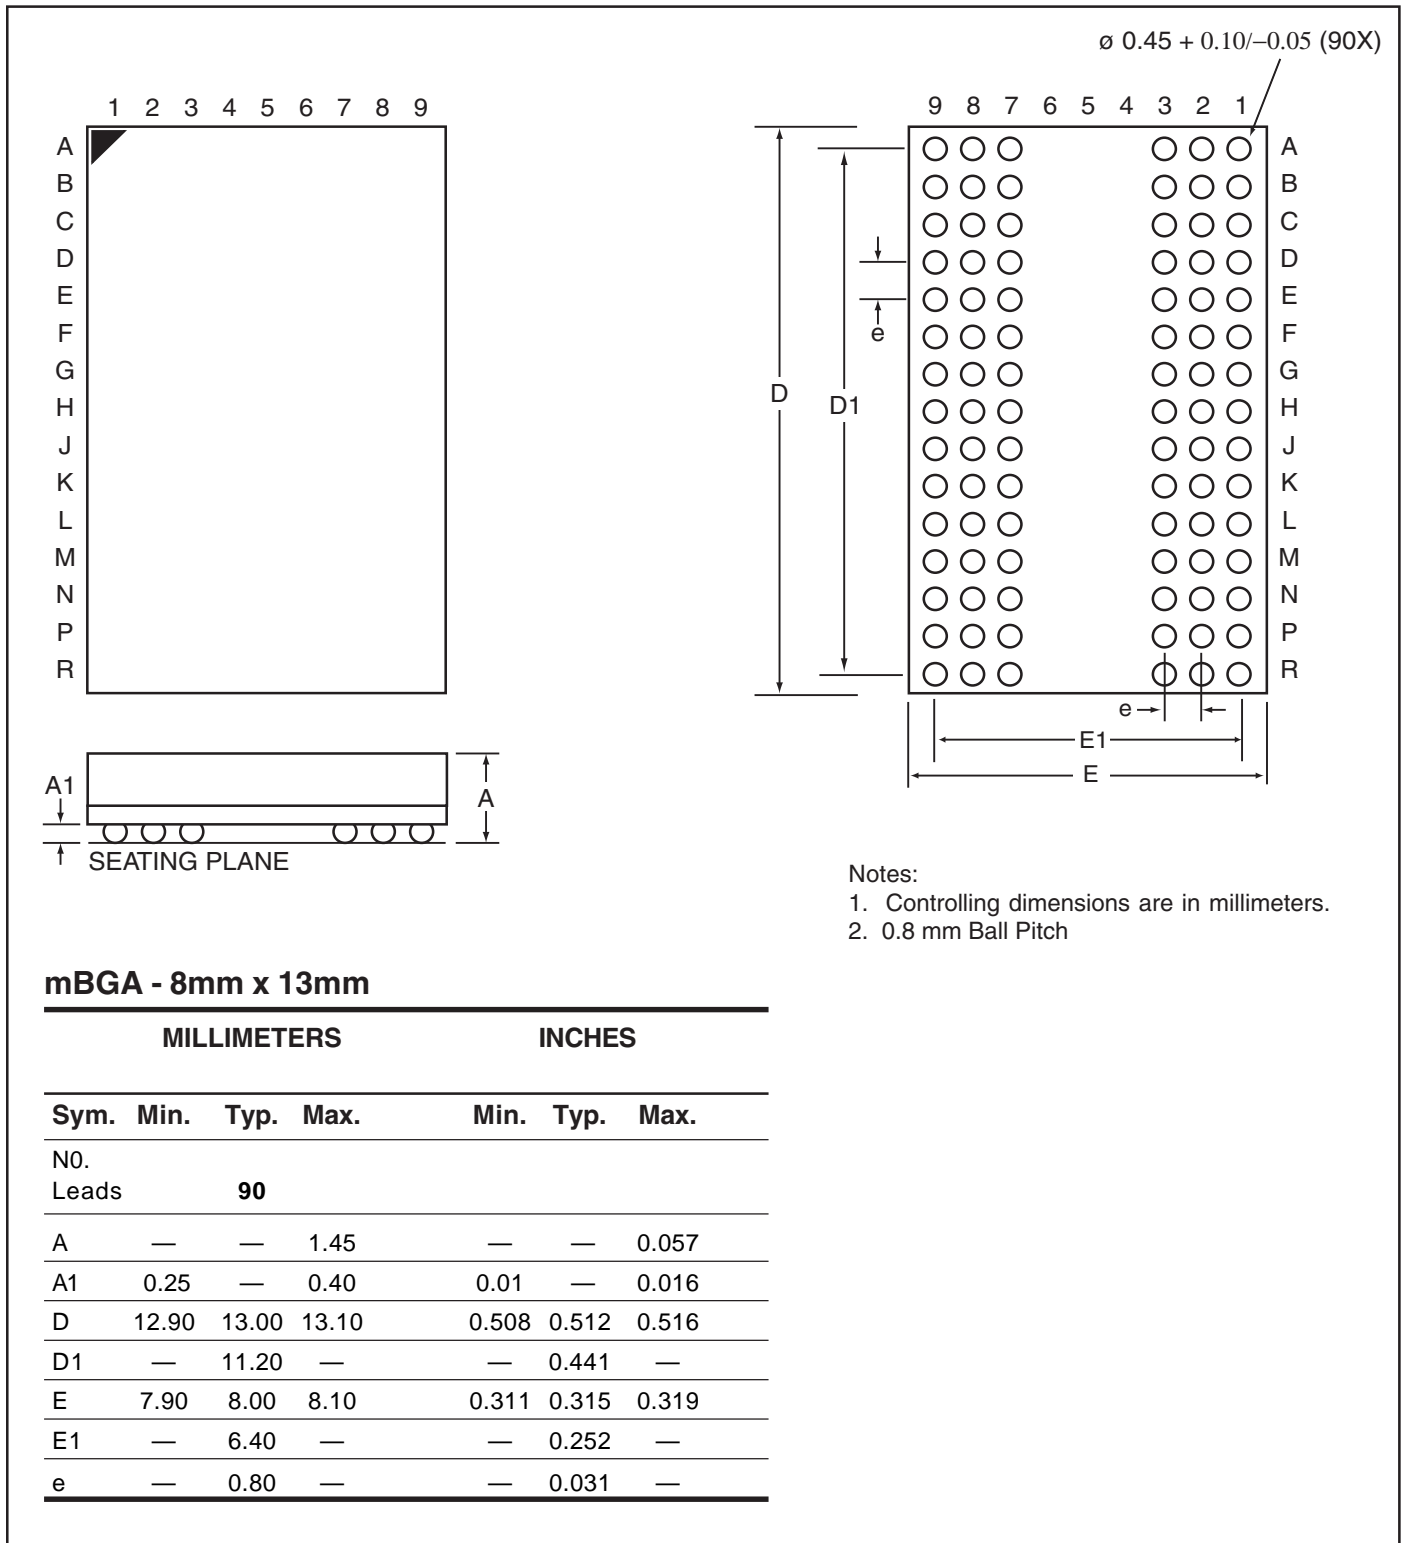 ø 0.45 + 0.10/−0.05 (90X)
1 2 3 4 5 6 7 8 9
A
B
C
D
E
F
G
H
J
K
L
M
N
P
R
9 8 7 6 5 4 3 2 1
A
B
C
D
E
F
G
H
J
K
L
M
N
P
R
D
D1
e
e
E1
E
A1
A
SEATING PLANE
Notes:
1. Controlling dimensions are in millimeters.
2. 0.8 mm Ball Pitch
mBGA - 8mm x 13mm
MILLIMETERS INCHES
Sym. Min. Typ. Max. Min. Typ. Max.
N0.
Leads 90
A — — 1.45 — — 0.057
A1 0.25 — 0.40 0.01 — 0.016
D 12.90 13.00 13.10 0.508 0.512 0.516
D1 — 11.20 — — 0.441 —
E 7.90 8.00 8.10 0.311 0.315 0.319
E1 — 6.40 — — 0.252 —
e — 0.80 — — 0.031 —